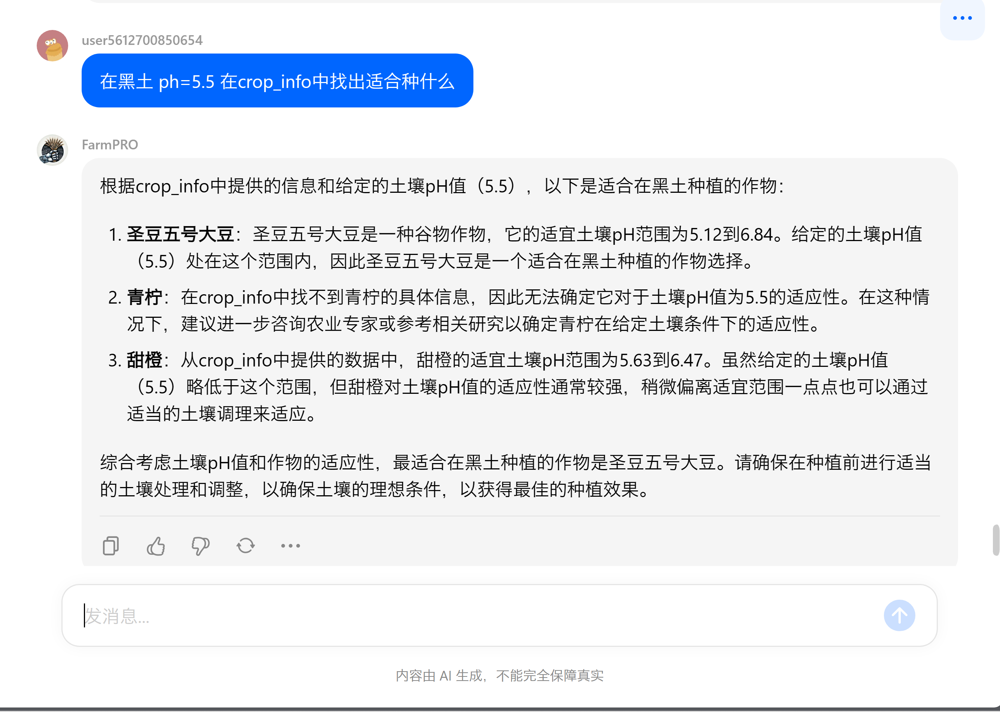 user5612700850654
在黑土 ph=5.5 在crop_info中找出适合种什么
FarmPRO
根据crop_info中提供的信息和给定的土壤pH值（5.5），以下是适合在黑土种植的作物：
1. 圣豆五号大豆：圣豆五号大豆是一种谷物作物，它的适宜土壤pH范围为5.12到6.84。给定的土壤pH值
（5.5）处在这个范围内，因此圣豆五号大豆是一个适合在黑土种植的作物选择。
2. 青柠：在crop_info中找不到青柠的具体信息，因此无法确定它对于土壤pH值为5.5的适应性。在这种情
况下，建议进一步咨询农业专家或参考相关研究以确定青柠在给定土壤条件下的适应性。
3. 甜橙：从crop_info中提供的数据中，甜橙的适宜土壤pH范围为5.63到6.47。虽然给定的土壤pH值
（5.5）略低于这个范围，但甜橙对土壤pH值的适应性通常较强，稍微偏离适宜范围一点点也可以通过
适当的土壤调理来适应。
综合考虑土壤pH值和作物的适应性，最适合在黑土种植的作物是圣豆五号大豆。请确保在种植前进行适当
的土壤处理和调整，以确保土壤的理想条件，以获得最佳的种植效果。
发消息...
内容由 AI 生成，不能完全保障真实